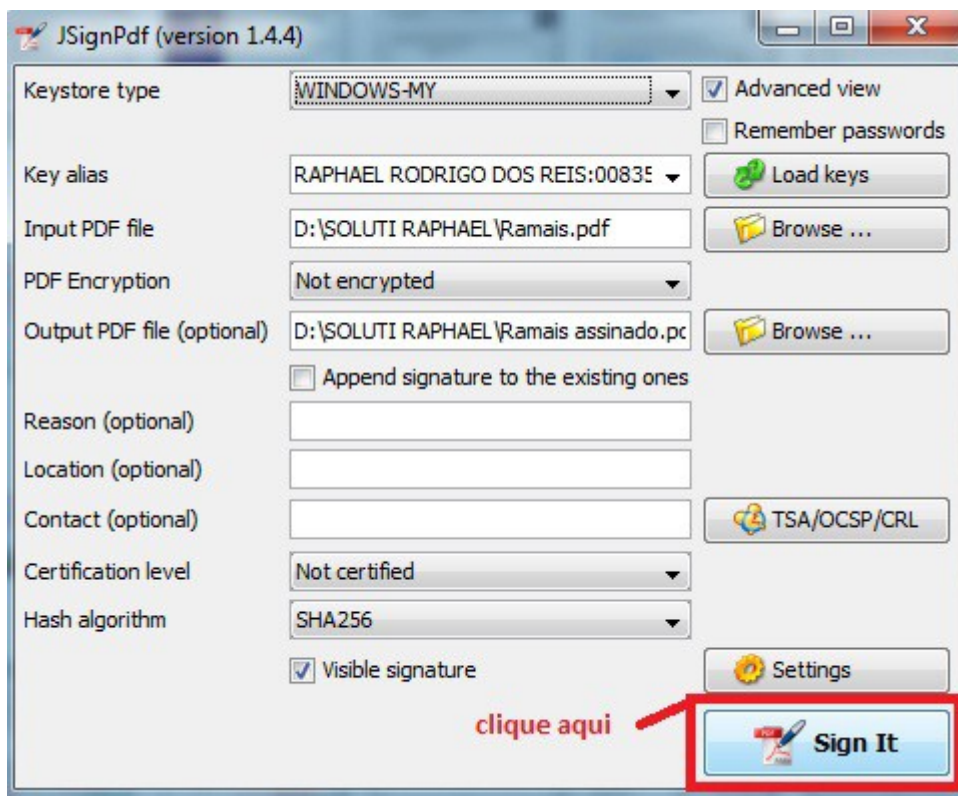 JSignPdf (version 1.4.4)
Keystore type WINDOWS-MY Advanced view
Remember passwords
Key alias RAPHAEL RODRIGO DOS REIS:00835 Load keys
Input PDF file D:\SOLUTI RAPHAEL\Ramais.pdf Browse ...
PDF Encryption Not encrypted
Output PDF file (optional) D:\SOLUTI RAPHAEL\Ramais assinado.pd Browse ...
Append signature to the existing ones
Reason (optional)
Location (optional)
Contact (optional) TSA/OCSP/CRL
Certification level Not certified
Hash algorithm SHA256
Visible signature Settings
clique aqui
Sign It